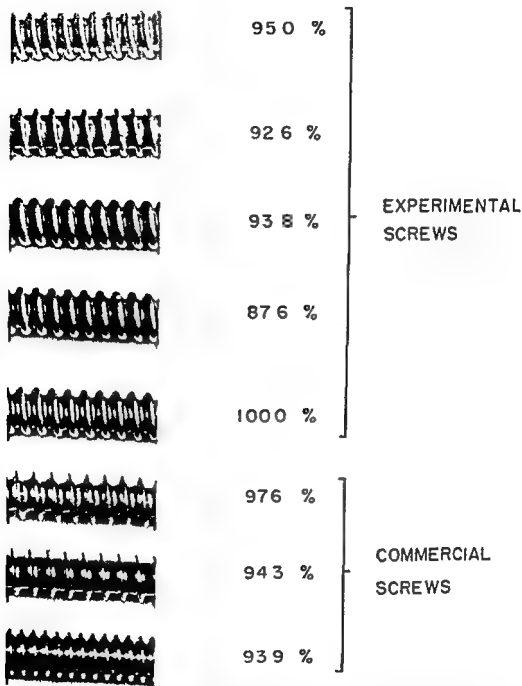 950 %
926 %
938 %
876 %
1000 %
EXPERIMENTAL
SCREWS
976 %
943 %
939 %
COMMERCIAL
SCREWS